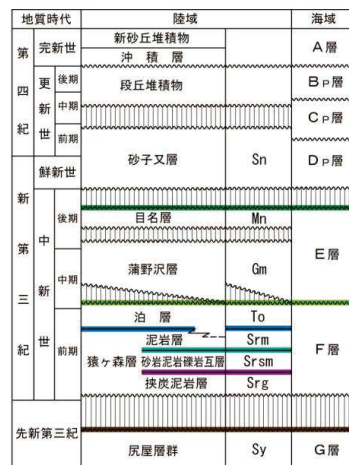 地質時代 陸域 海域
第四紀 完新世 新砂丘堆積物 A層
沖積層
更新世 後期 段丘堆積物 BP層
中期 CP層
前期 砂子又層 Sn DP層
新第三紀 鮮新世
中新世 後期 目名層 Mn E層
中期 蒲野沢層 Gm
前期 泊層 To F層
猿ヶ森層 泥岩層 Srm
砂岩泥岩礫岩互層 Srsm
挟炭泥岩層 Srg
先新第三紀 尻屋層群 Sy G層